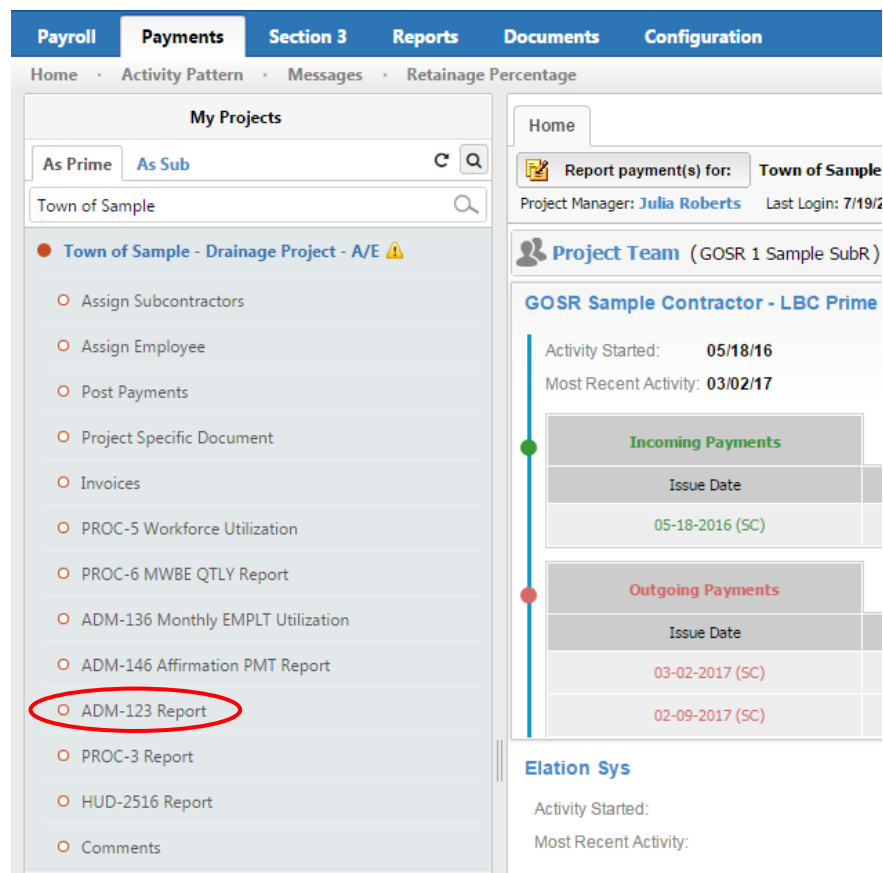 Payroll Payments Section 3 Reports Documents Configuration
Home · Activity Pattern · Messages · Retainage Percentage
My Projects
As Prime As Sub
Town of Sample
Town of Sample - Drainage Project - A/E
Assign Subcontractors
Assign Employee
Post Payments
Project Specific Document
Invoices
PROC-5 Workforce Utilization
PROC-6 MWBE QTLY Report
ADM-136 Monthly EMPLT Utilization
ADM-146 Affirmation PMT Report
ADM-123 Report
PROC-3 Report
HUD-2516 Report
Comments
Home
Report payment(s) for: Town of Sample
Project Manager: Julia Roberts Last Login: 7/19/2
Project Team (GOSR 1 Sample SubR)
GOSR Sample Contractor - LBC Prime
Activity Started: 05/18/16
Most Recent Activity: 03/02/17
Incoming Payments
Issue Date
05-18-2016 (SC)
Outgoing Payments
Issue Date
03-02-2017 (SC)
02-09-2017 (SC)
Elation Sys
Activity Started:
Most Recent Activity: